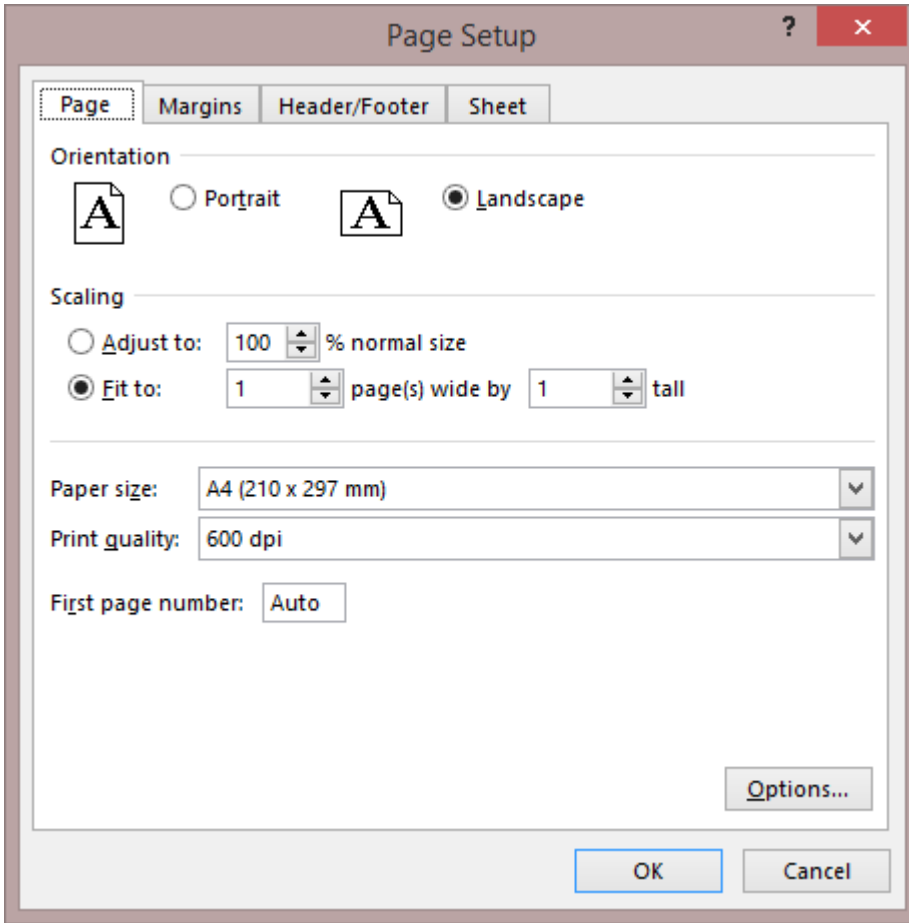 Page Setup ?
Page Margins Header/Footer Sheet
Orientation
A Portrait A Landscape
Scaling
Adjust to: 100 % normal size
Fit to: 1 page(s) wide by 1 tall
Paper size: A4 (210 x 297 mm)
Print quality: 600 dpi
First page number: Auto
Options...
OK Cancel